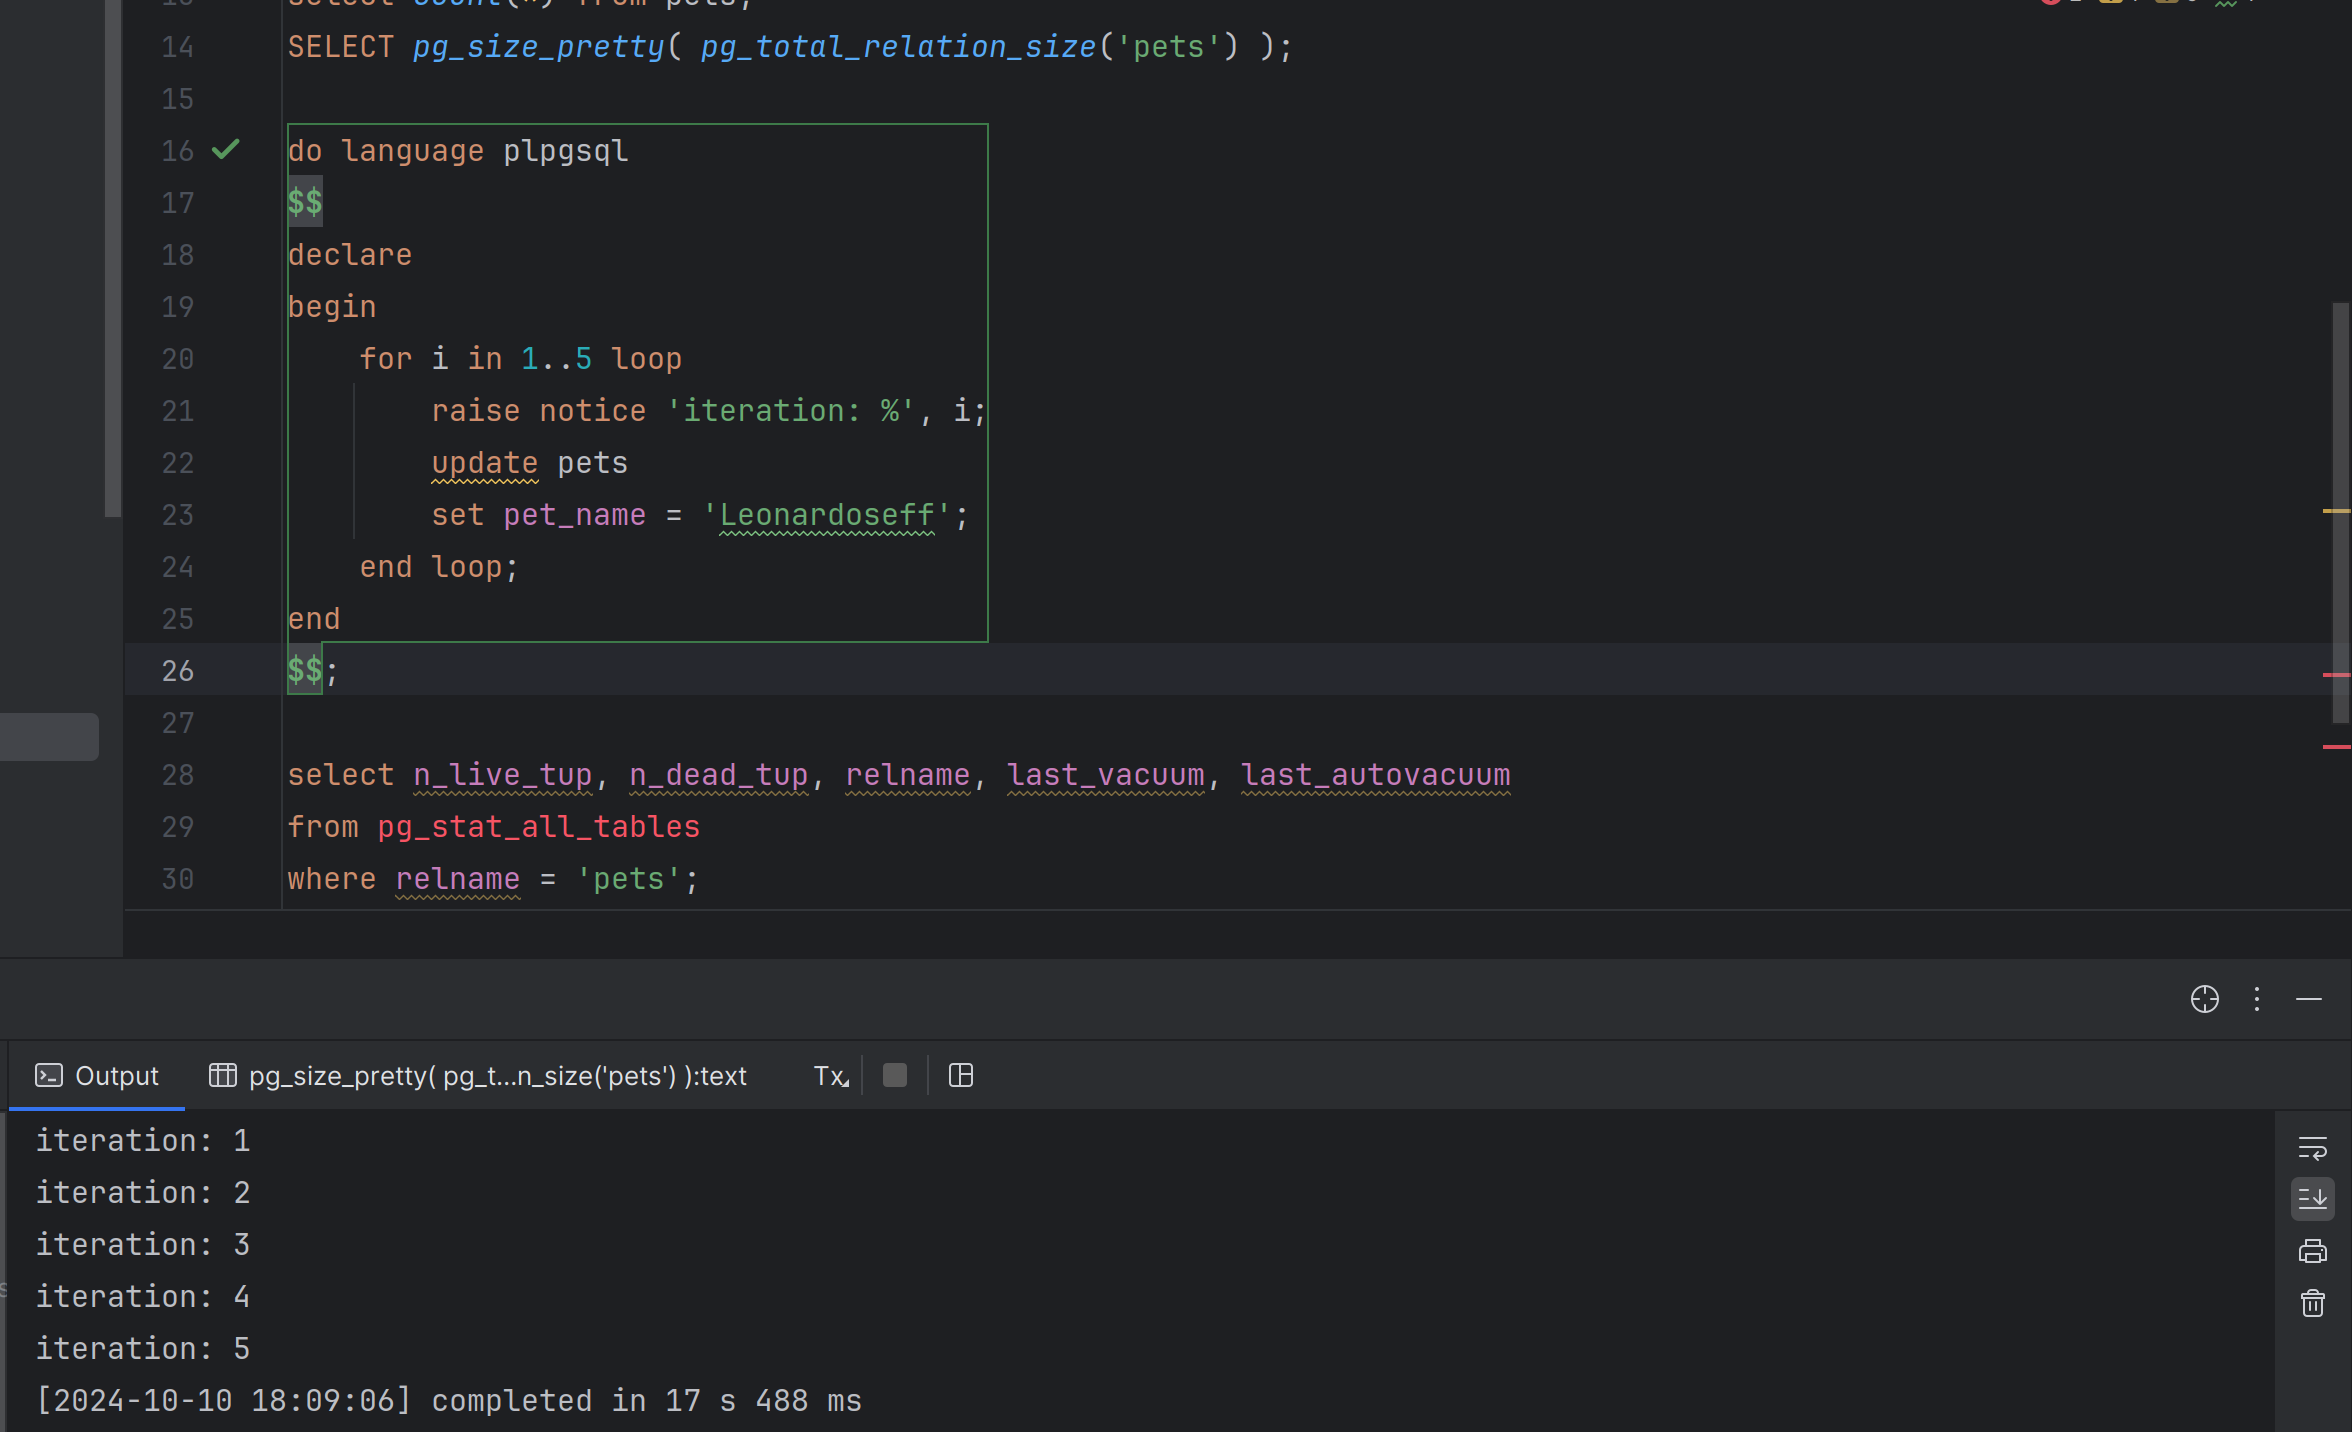 select count(*) from pets;
14 SELECT pg_size_pretty( pg_total_relation_size('pets') );
15
16 do language plpgsql
17 $$
18 declare
19 begin
20 for i in 1..5 loop
21 raise notice 'iteration: %', i;
22 update pets
23 set pet_name = 'Leonardoseff';
24 end loop;
25 end
26 $$;
27
28 select n_live_tup, n_dead_tup, relname, last_vacuum, last_autovacuum
29 from pg_stat_all_tables
30 where relname = 'pets';
Output pg_size_pretty( pg_t...n_size('pets') ):text Tx
iteration: 1
iteration: 2
iteration: 3
iteration: 4
iteration: 5
[2024-10-10 18:09:06] completed in 17 s 488 ms